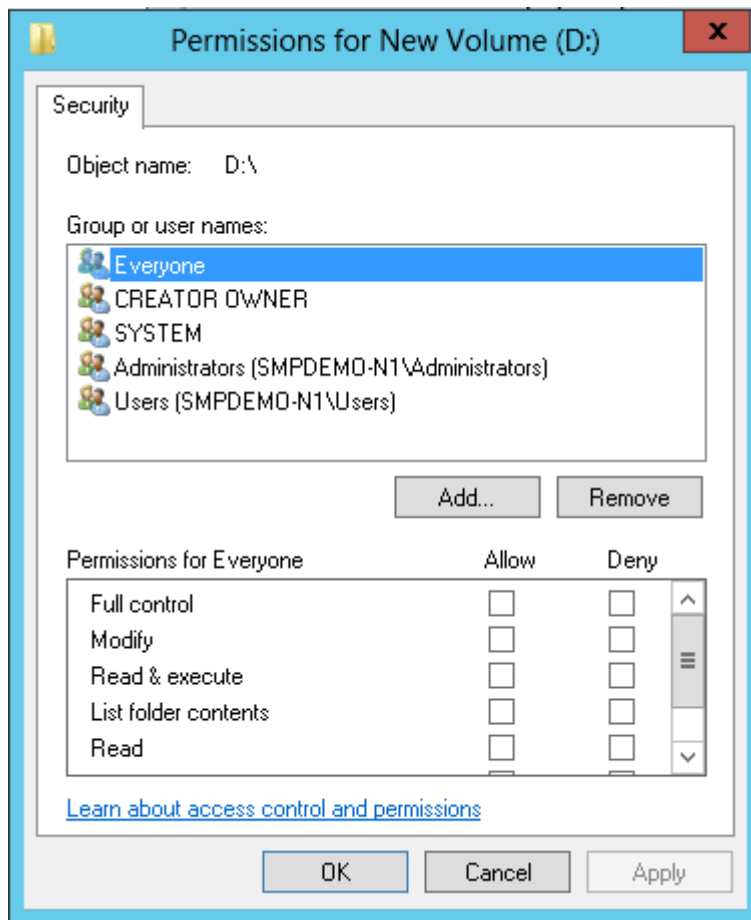 Permissions for New Volume (D:)
x
Security
Object name: D:\
Group or user names:
Everyone
CREATOR OWNER
SYSTEM
Administrators (SMPDEMO-N1\Administrators)
Users (SMPDEMO-N1\Users)
Add... Remove
Permissions for Everyone Allow Deny
Full control
Modify
Read & execute
List folder contents
Read
Learn about access control and permissions
OK Cancel Apply